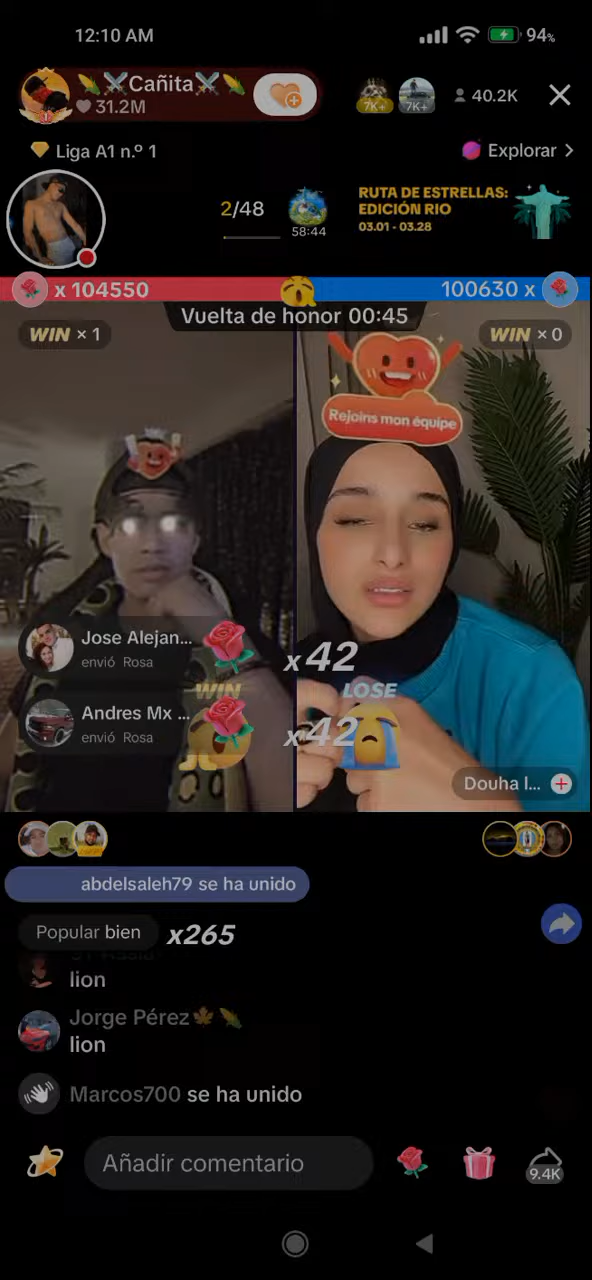 12:10 AM
94%
🌽⚔️Cañita⚔️🌽
31.2M
7K+
7K+
40.2K
Liga A1 n.º 1
Explorar
2/48
58:44
RUTA DE ESTRELLAS:
EDICIÓN RIO
03.01 - 03.28
x 104550
100630 x
Vuelta de honor 00:45
WIN × 1
WIN × 0
Rejoins mon équipe
Jose Alejan...
envió Rosa
x42
WIN
LOSE
Andres Mx ...
envió Rosa
x42
Douha l...
abdelsaleh79 se ha unido
Popular bien
x265
lion
Jorge Pérez🍁🌽
lion
Marcos700 se ha unido
Añadir comentario
9.4K